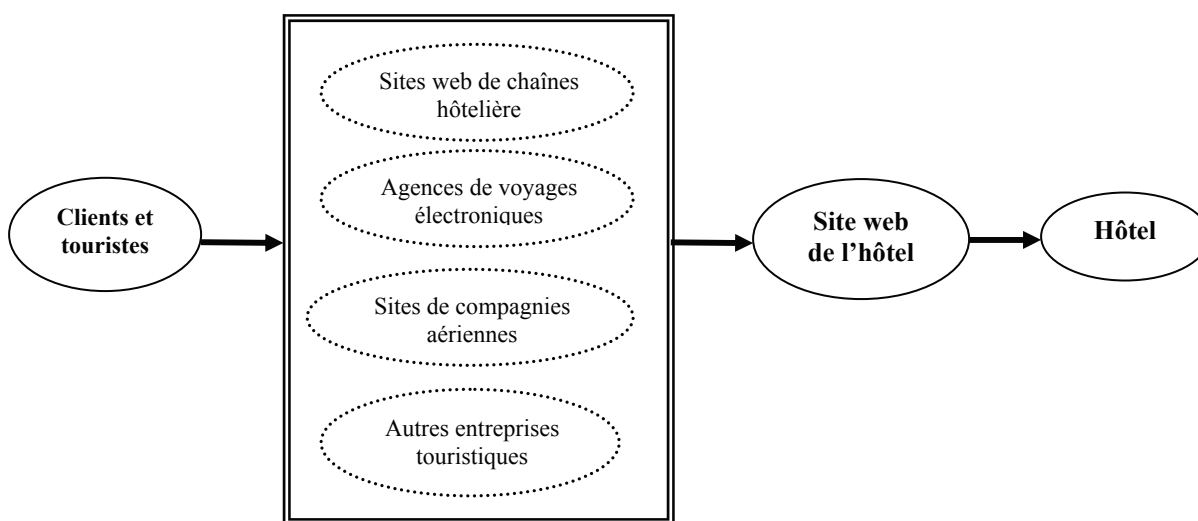 Sites web de chaînes
hôtelière
Agences de voyages
électroniques
Clients et
touristes
Sites de compagnies
aériennes
Autres entreprises
touristiques
Site web
de l’hôtel
Hôtel